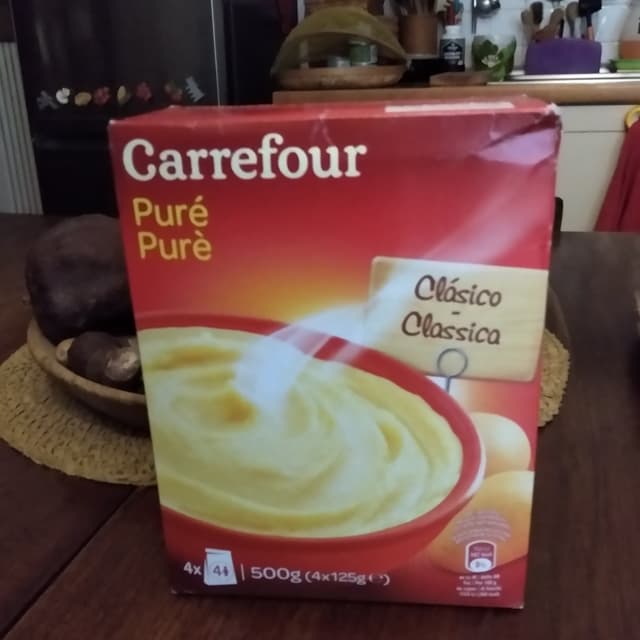 Carrefour
Puré
Purè
Clásico
-
Classica
4x 4 | 500g (4x125g℮)